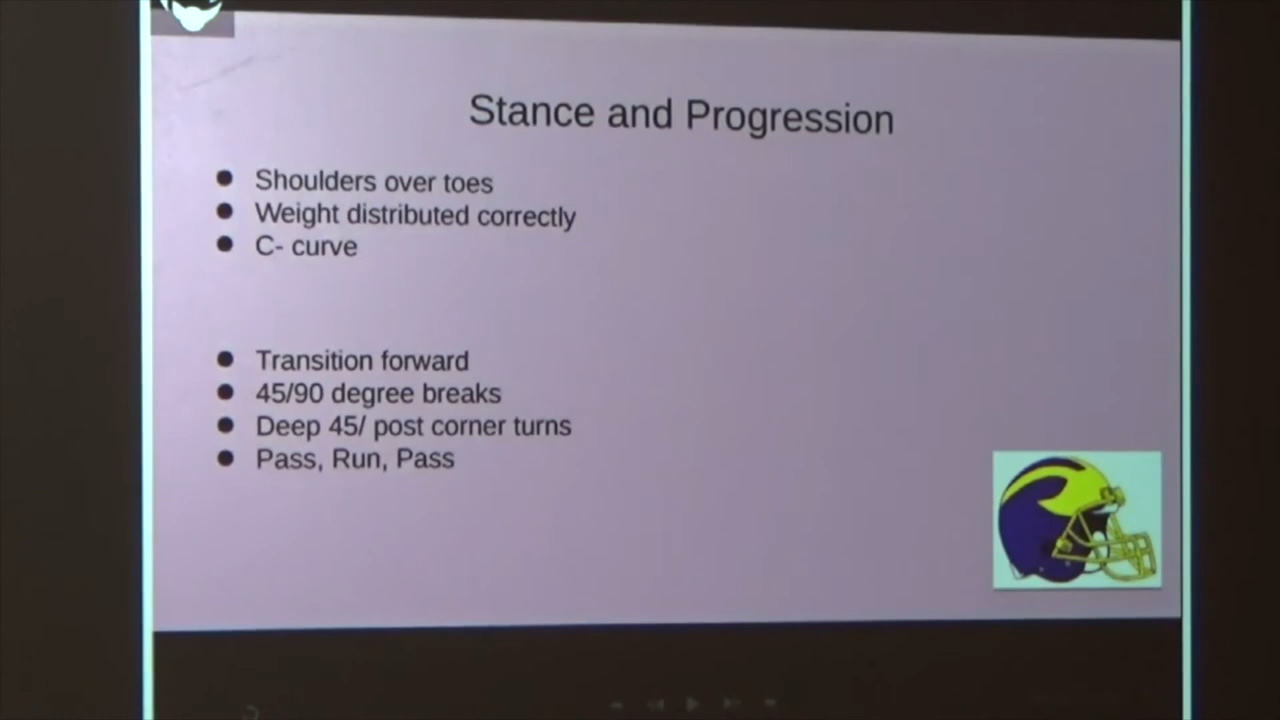 Stance and Progression
● Shoulders over toes
● Weight distributed correctly
● C- curve
● Transition forward
● 45/90 degree breaks
● Deep 45/ post corner turns
● Pass, Run, Pass